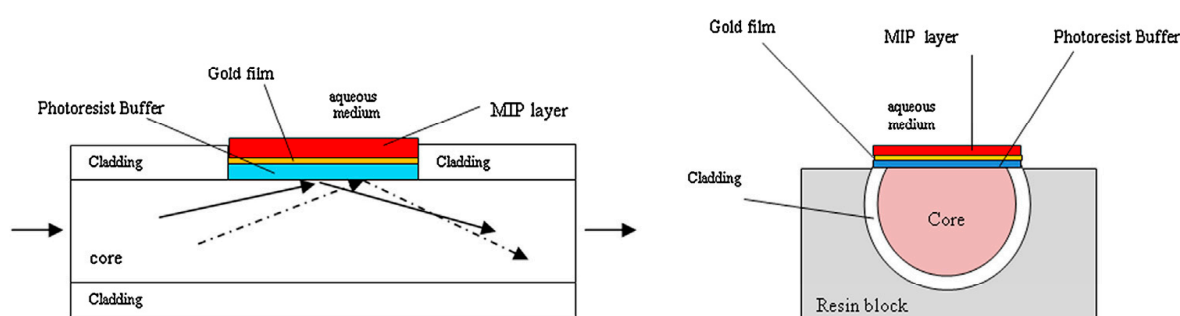 Gold film
Photoresist Buffer
aqueous
medium
MIP layer
Cladding
Cladding
core
Cladding
Gold film
MIP layer
Photoresist Buffer
aqueous
medium
Cladding
Core
Resin block